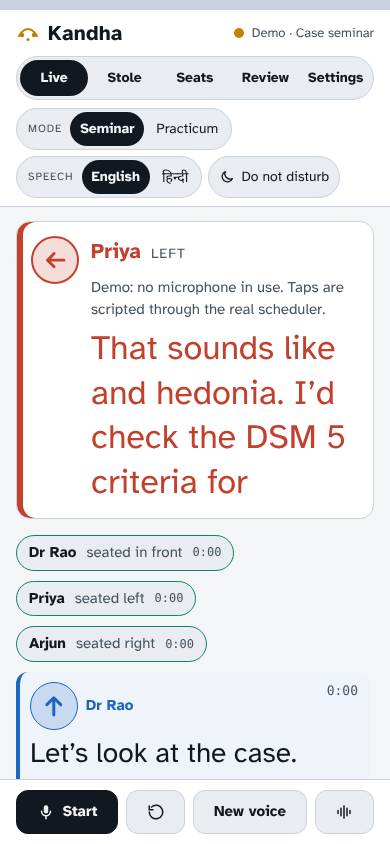 Kandha
Demo · Case seminar
Live Stole Seats Review Settings
MODE Seminar Practicum
SPEECH English हिन्दी Do not disturb
Priya LEFT
Demo: no microphone in use. Taps are
scripted through the real scheduler.
That sounds like
and hedonia. I’d
check the DSM 5
criteria for
Dr Rao seated in front 0:00
Priya seated left 0:00
Arjun seated right 0:00
0:00
Dr Rao
Let’s look at the case.
Start New voice